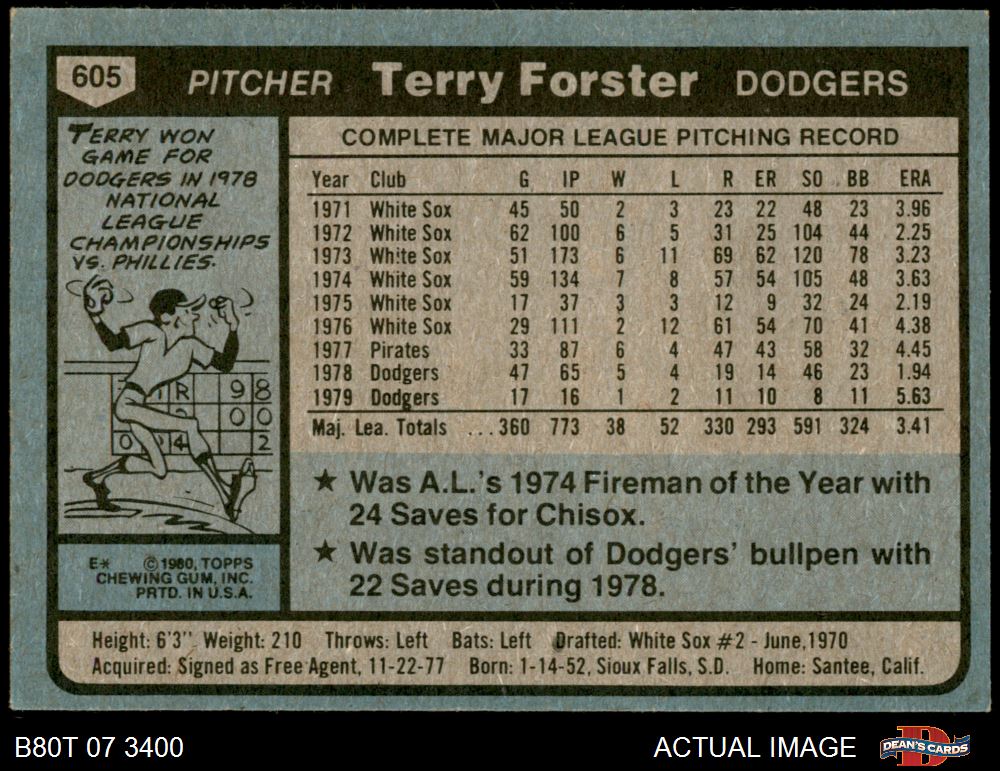 605 PITCHER Terry Forster DODGERS
TERRY WON
GAME FOR
DODGERS IN 1978
NATIONAL
LEAGUE
CHAMPIONSHIPS
VS. PHILLIES.
R 98
00
0 4 2
E* ©1980, TOPPS
CHEWING GUM, INC.
PRTD. IN U.S.A.
COMPLETE MAJOR LEAGUE PITCHING RECORD
Year Club G IP W L R ER SO BB ERA
1971 White Sox 45 50 2 3 23 22 48 23 3.96
1972 White Sox 62 100 6 5 31 25 104 44 2.25
1973 White Sox 51 173 6 11 69 62 120 78 3.23
1974 White Sox 59 134 7 8 57 54 105 48 3.63
1975 White Sox 17 37 3 3 12 9 32 24 2.19
1976 White Sox 29 111 2 12 61 54 70 41 4.38
1977 Pirates 33 87 6 4 47 43 58 32 4.45
1978 Dodgers 47 65 5 4 19 14 46 23 1.94
1979 Dodgers 17 16 1 2 11 10 8 11 5.63
Maj. Lea. Totals ...360 773 38 52 330 293 591 324 3.41
★ Was A.L.'s 1974 Fireman of the Year with
24 Saves for Chisox.
★ Was standout of Dodgers' bullpen with
22 Saves during 1978.
Height: 6'3" Weight: 210 Throws: Left Bats: Left Drafted: White Sox #2 - June, 1970
Acquired: Signed as Free Agent, 11-22-77 Born: 1-14-52, Sioux Falls, S.D. Home: Santee, Calif.
B80T 07 3400 ACTUAL IMAGE DEAN'S CARDS